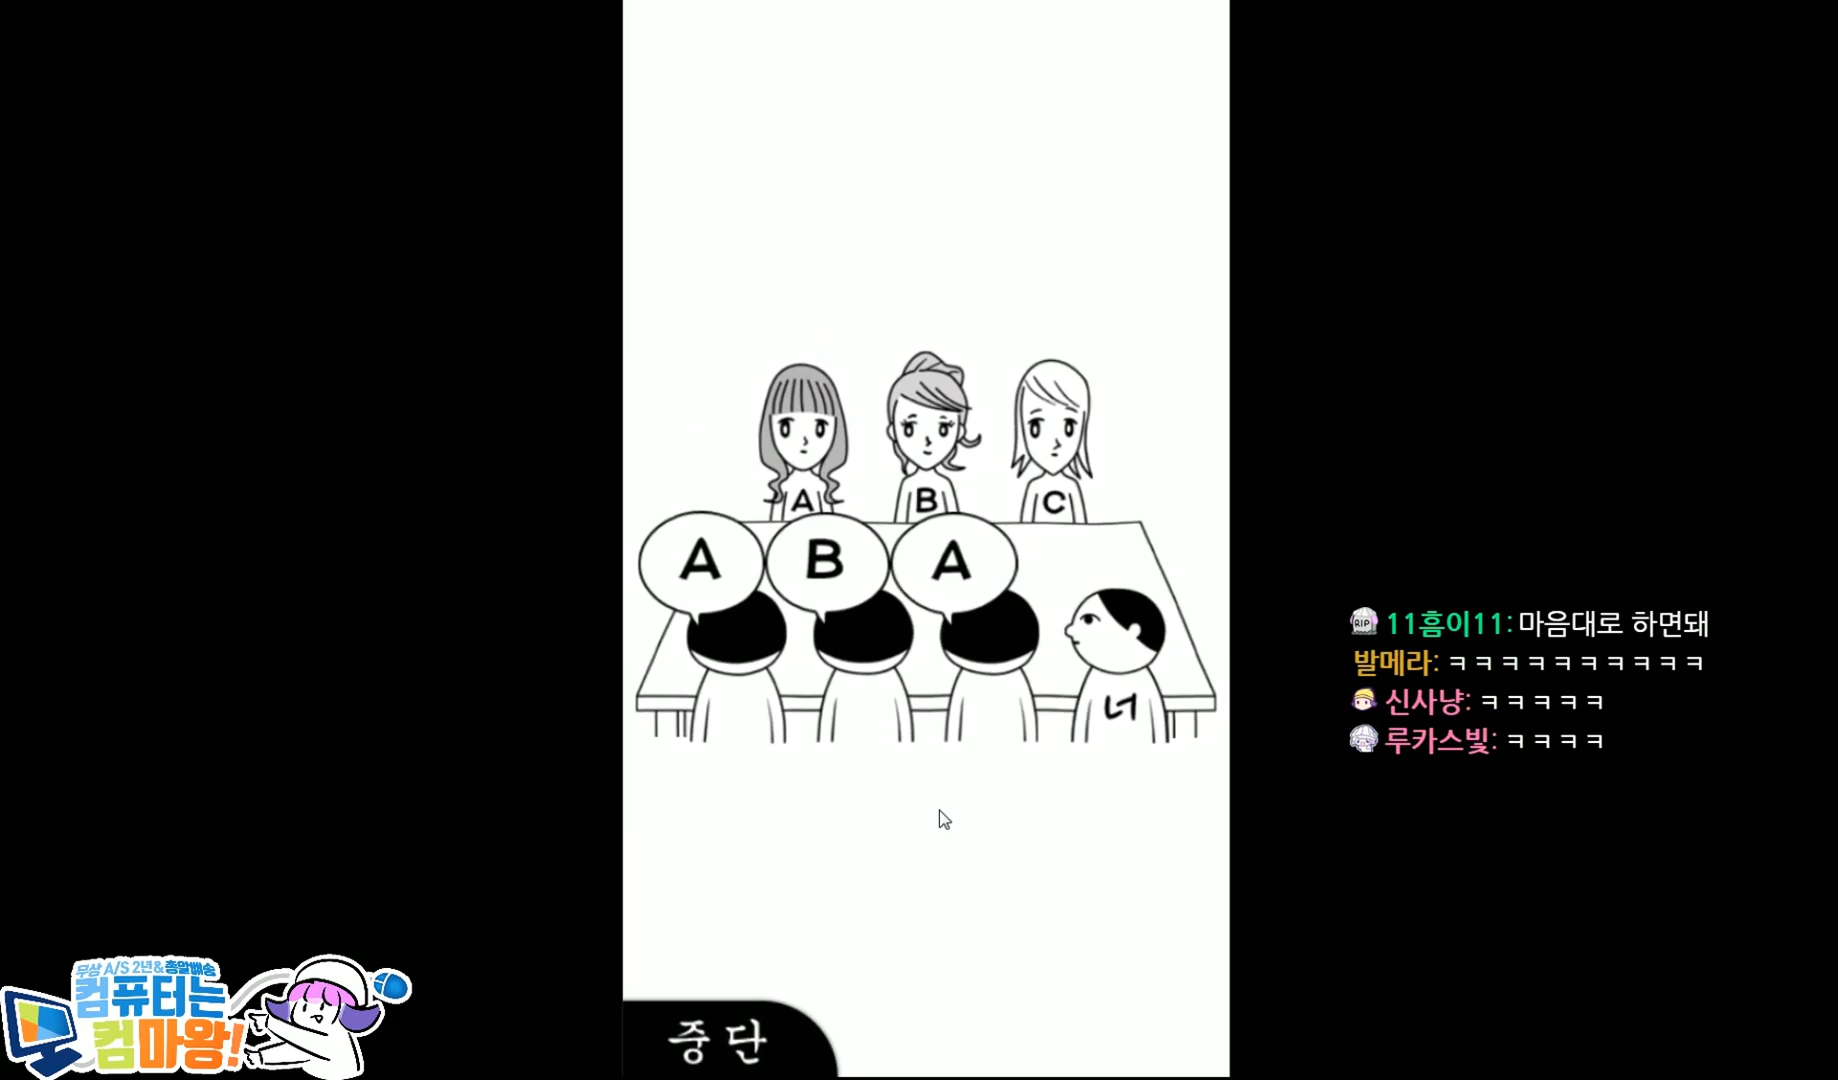 A
B
C
A
B
A
너
11흠이11: 마음대로 하면돼
발메라: ㅋㅋㅋㅋㅋㅋㅋㅋㅋㅋ
신사냥: ㅋㅋㅋㅋㅋ
루카스빛: ㅋㅋㅋㅋ
RIP
무상 A/S 2년 & 총알배송
컴퓨터는
컴마왕!
중단